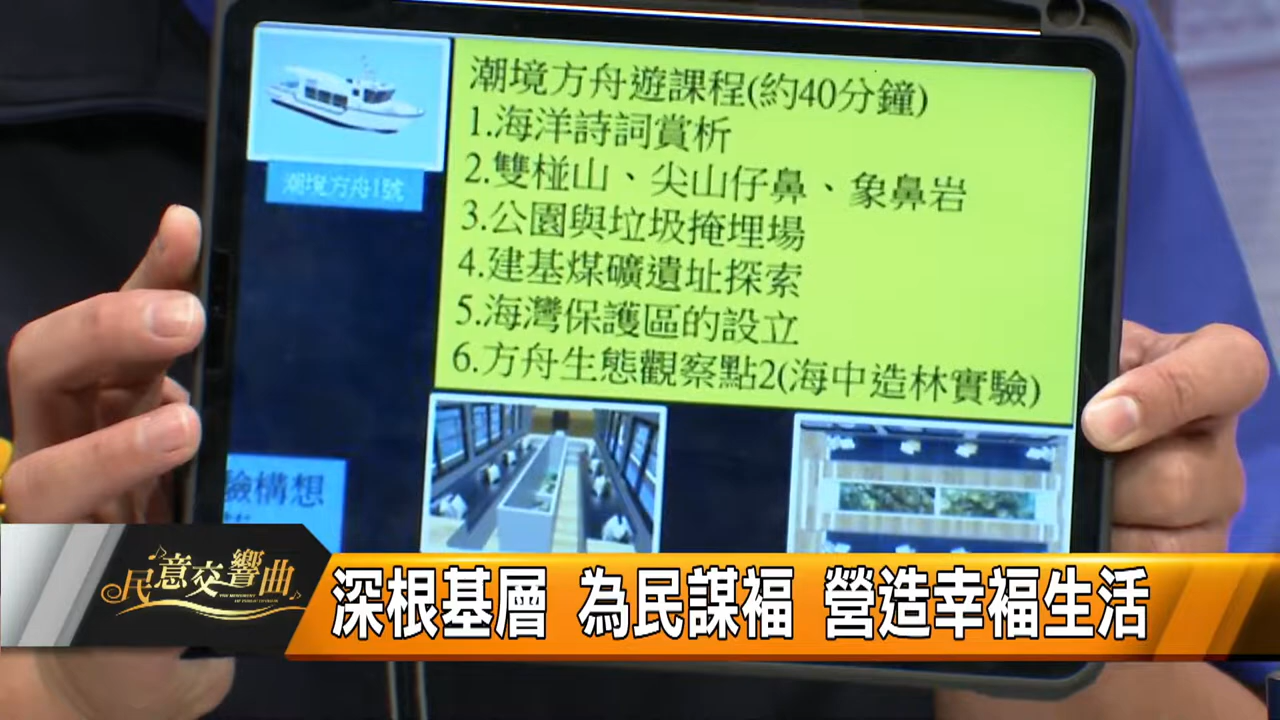 潮境方舟遊課程(約40分鐘)
1.海洋詩詞賞析
2.雙椪山、尖山仔鼻、象鼻岩
3.公園與垃圾掩埋場
4.建基煤礦遺址探索
5.海灣保護區的設立
6.方舟生態觀察點2(海中造林實驗)
潮境方舟1號
驗構想
民意交響曲
深根基層 為民謀福 營造幸福生活